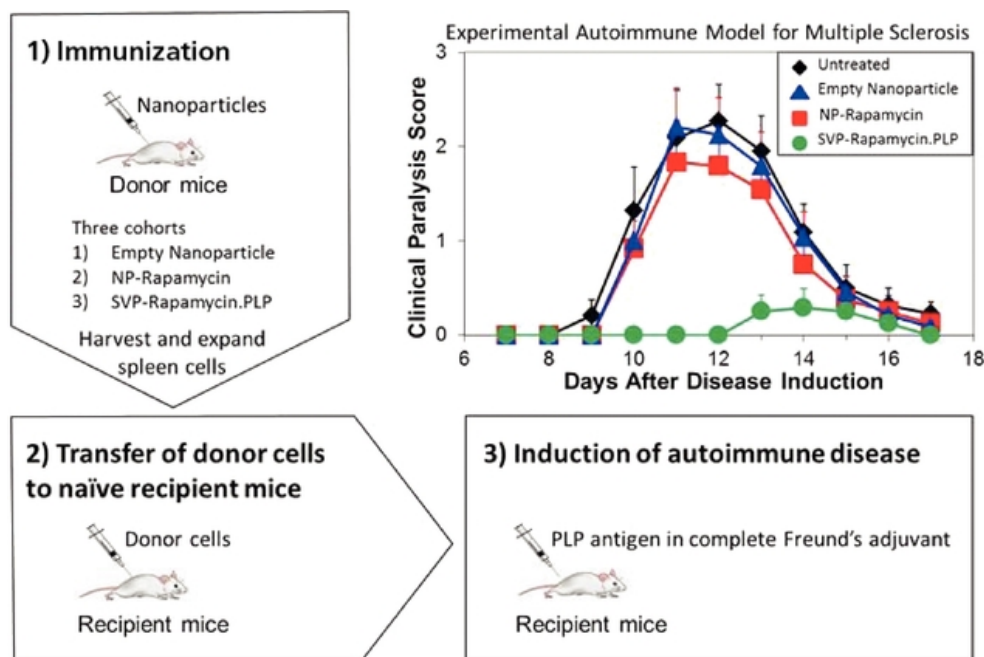 1) Immunization
Nanoparticles
Donor mice
Three cohorts
1) Empty Nanoparticle
2) NP-Rapamycin
3) SVP-Rapamycin.PLP
Harvest and expand
spleen cells
Experimental Autoimmune Model for Multiple Sclerosis
Untreated
Empty Nanoparticle
NP-Rapamycin
SVP-Rapamycin.PLP
Clinical Paralysis Score
3
2
1
0
6 8 10 12 14 16 18
Days After Disease Induction
2) Transfer of donor cells
to naïve recipient mice
Donor cells
Recipient mice
3) Induction of autoimmune disease
PLP antigen in complete Freund's adjuvant
Recipient mice